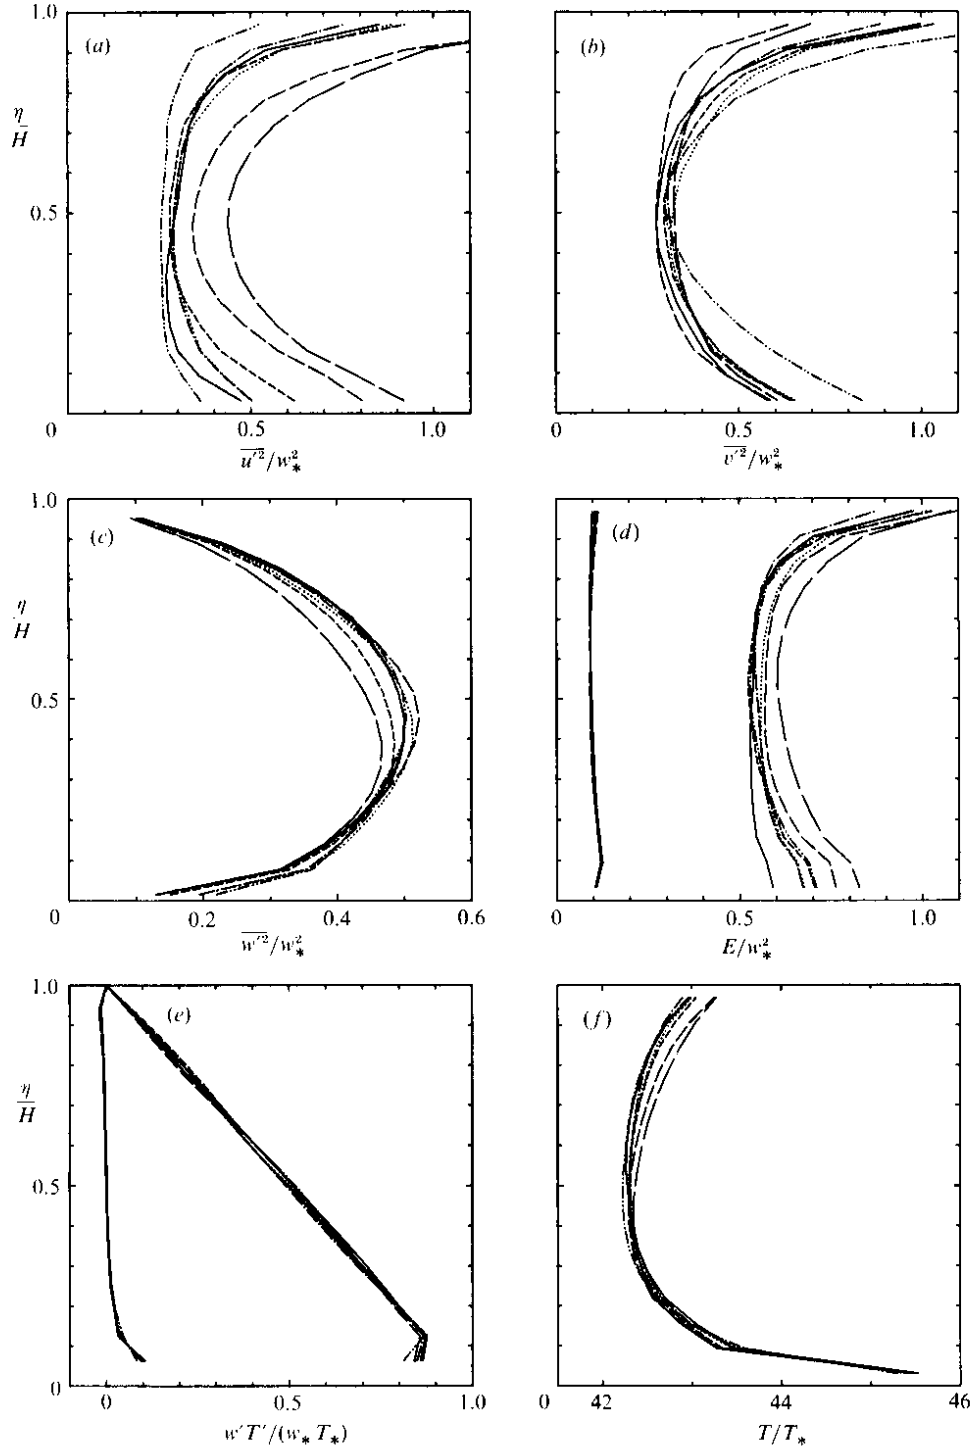 1.0
(a)
(b)
η/H
0.5
0 0.5 1.0 0 0.5 1.0
u'²/w*² v'²/w*²
1.0
(c)
(d)
η/H
0.5
0 0.2 0.4 0.6 0 0.5 1.0
w'²/w*² E/w*²
1.0
(e)
(f)
η/H
0.5
0
0 0.5 1.0 42 44 46
w'T'/(w* T*) T/T*